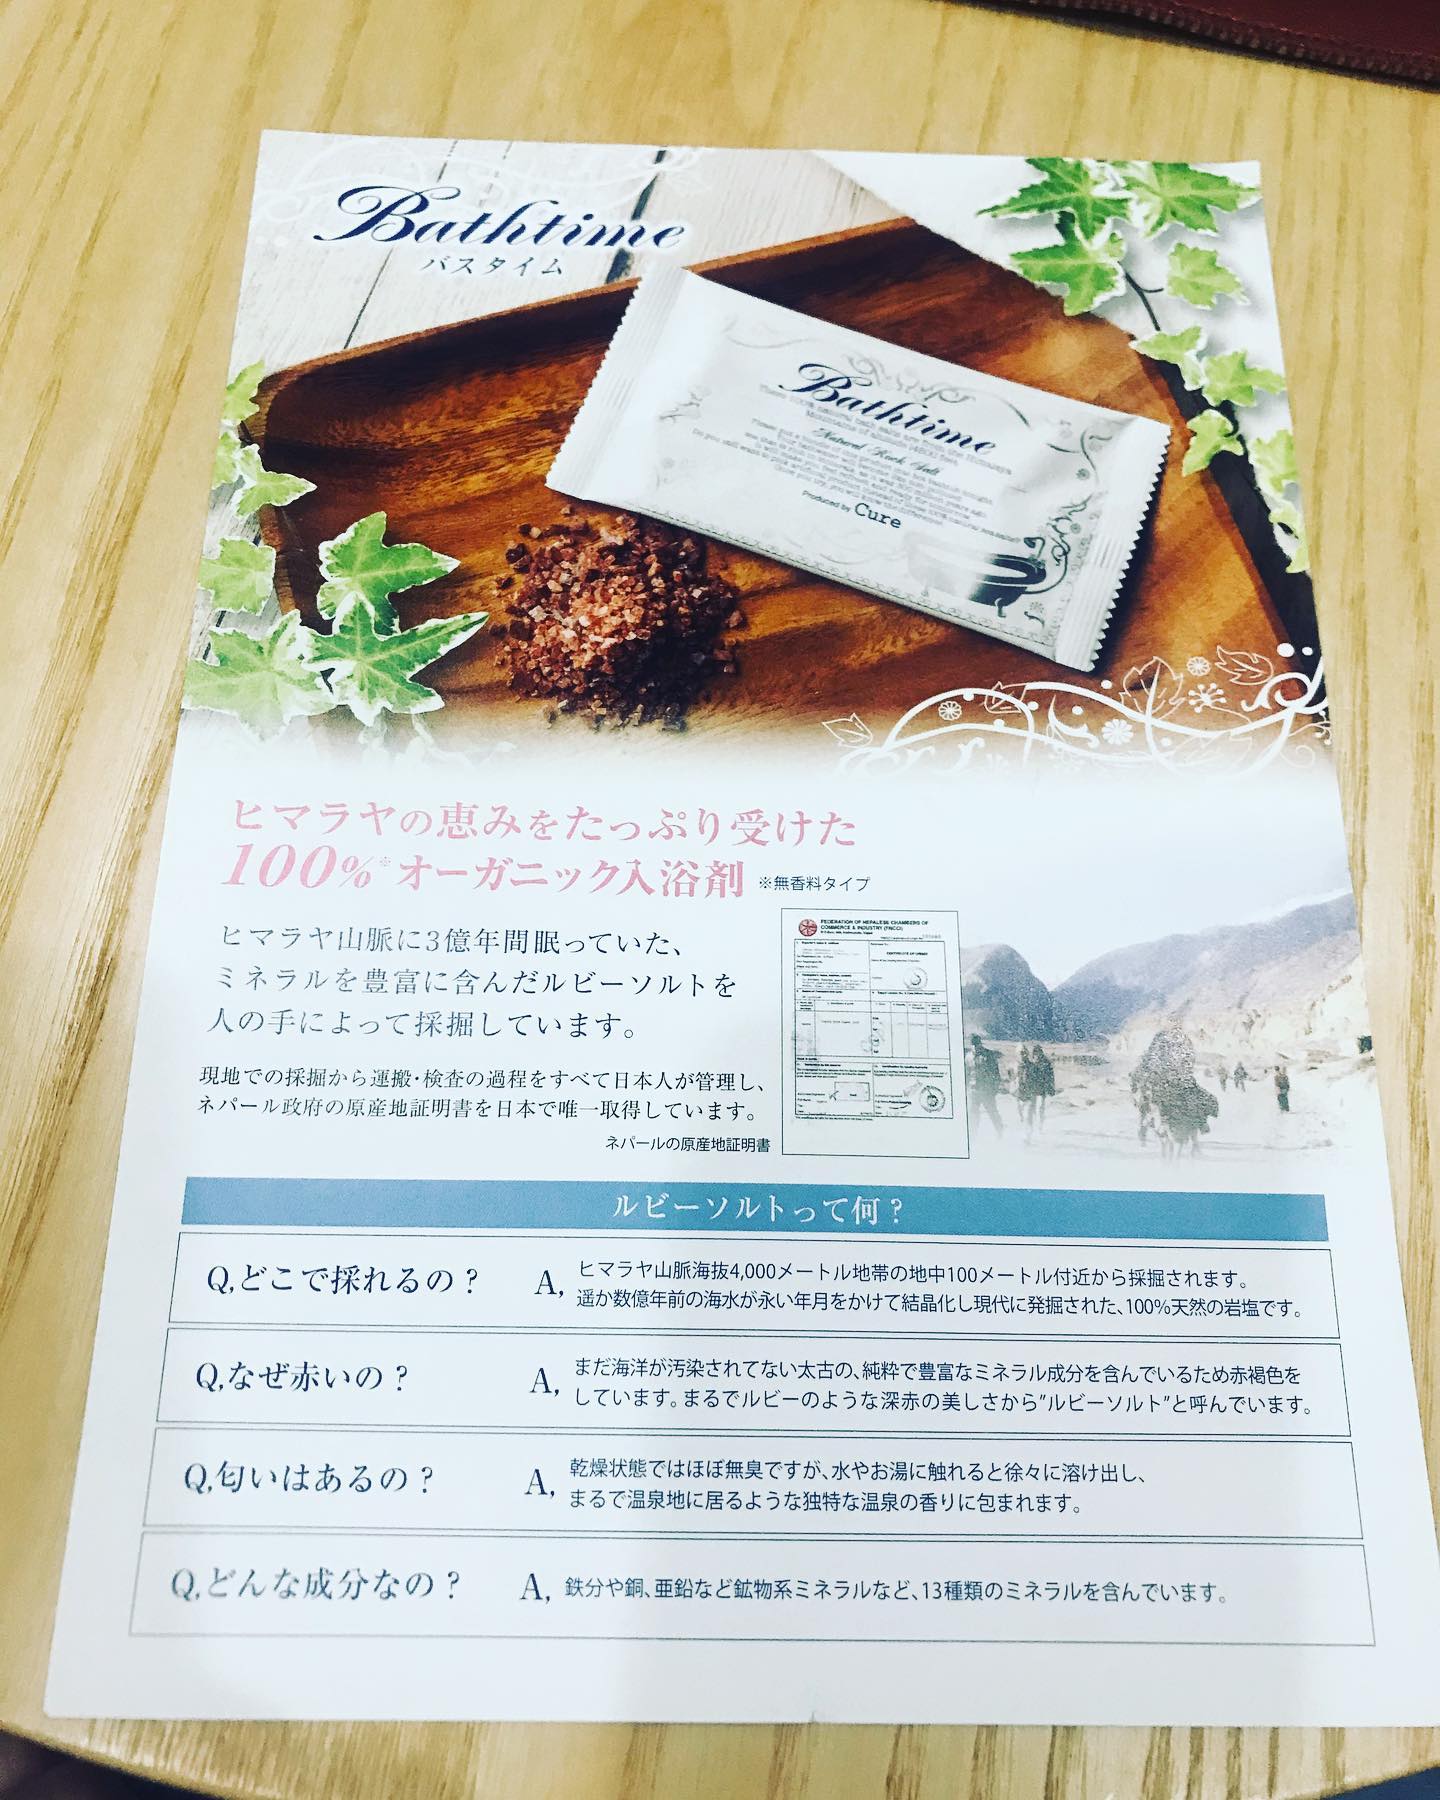 Bathtime
バスタイム
Bathtime
Natural Rock Salt
Produced by Cure
ヒマラヤの恵みをたっぷり受けた
100%※オーガニック入浴剤 ※無香料タイプ
ヒマラヤ山脈に3億年間眠っていた、
ミネラルを豊富に含んだルビーソルトを
人の手によって採掘しています。
現地での採掘から運搬・検査の過程をすべて日本人が管理し、
ネパール政府の原産地証明書を日本で唯一取得しています。
ネパールの原産地証明書
FEDERATION OF NEPALESE CHAMBERS OF
COMMERCE & INDUSTRY (FNCCI)
ルビーソルトって何?
Q,どこで採れるの? A, ヒマラヤ山脈海抜4,000メートル地帯の地中100メートル付近から採掘されます。
遥か数億年前の海水が永い年月をかけて結晶化し現代に発掘された、100%天然の岩塩です。
Q,なぜ赤いの? A, まだ海洋が汚染されてない太古の、純粋で豊富なミネラル成分を含んでいるため赤褐色を
しています。まるでルビーのような深赤の美しさから"ルビーソルト"と呼んでいます。
Q,匂いはあるの? A, 乾燥状態ではほぼ無臭ですが、水やお湯に触れると徐々に溶け出し、
まるで温泉地に居るような独特な温泉の香りに包まれます。
Q,どんな成分なの? A, 鉄分や銅、亜鉛など鉱物系ミネラルなど、13種類のミネラルを含んでいます。